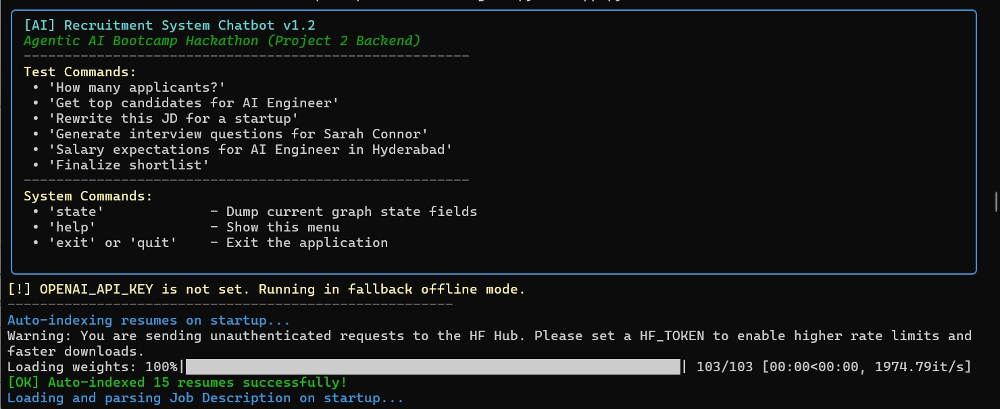 [AI] Recruitment System Chatbot v1.2
Agentic AI Bootcamp Hackathon (Project 2 Backend)
Test Commands:
• 'How many applicants?'
• 'Get top candidates for AI Engineer'
• 'Rewrite this JD for a startup'
• 'Generate interview questions for Sarah Connor'
• 'Salary expectations for AI Engineer in Hyderabad'
• 'Finalize shortlist'
System Commands:
• 'state' – Dump current graph state fields
• 'help' – Show this menu
• 'exit' or 'quit' – Exit the application
[!] OPENAI_API_KEY is not set. Running in fallback offline mode.
Auto-indexing resumes on startup...
Warning: You are sending unauthenticated requests to the HF Hub. Please set a HF_TOKEN to enable higher rate limits and
faster downloads.
Loading weights: 100%| | 103/103 [00:00<00:00, 1974.79it/s]
[OK] Auto-indexed 15 resumes successfully!
Loading and parsing Job Description on startup...